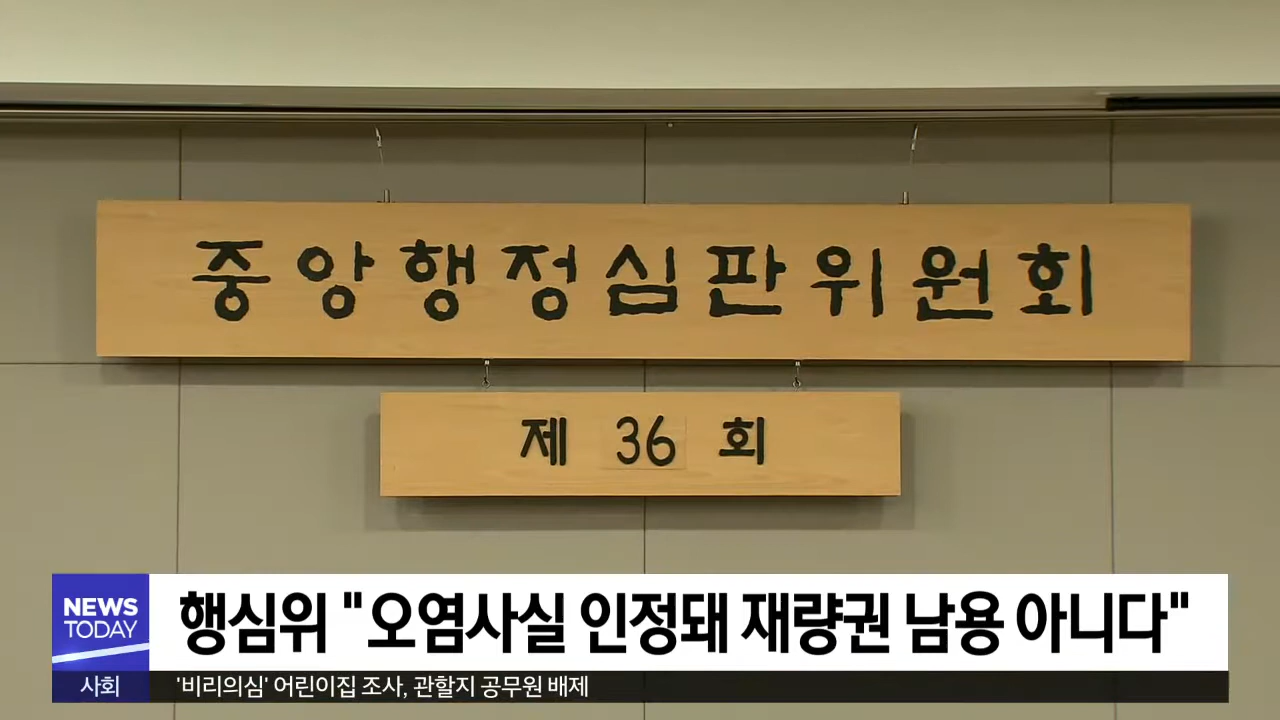 중앙행정심판위원회
제 36 회
NEWS
TODAY
행심위 "오염사실 인정돼 재량권 남용 아니다"
사회
'비리의심' 어린이집 조사, 관할지 공무원 배제